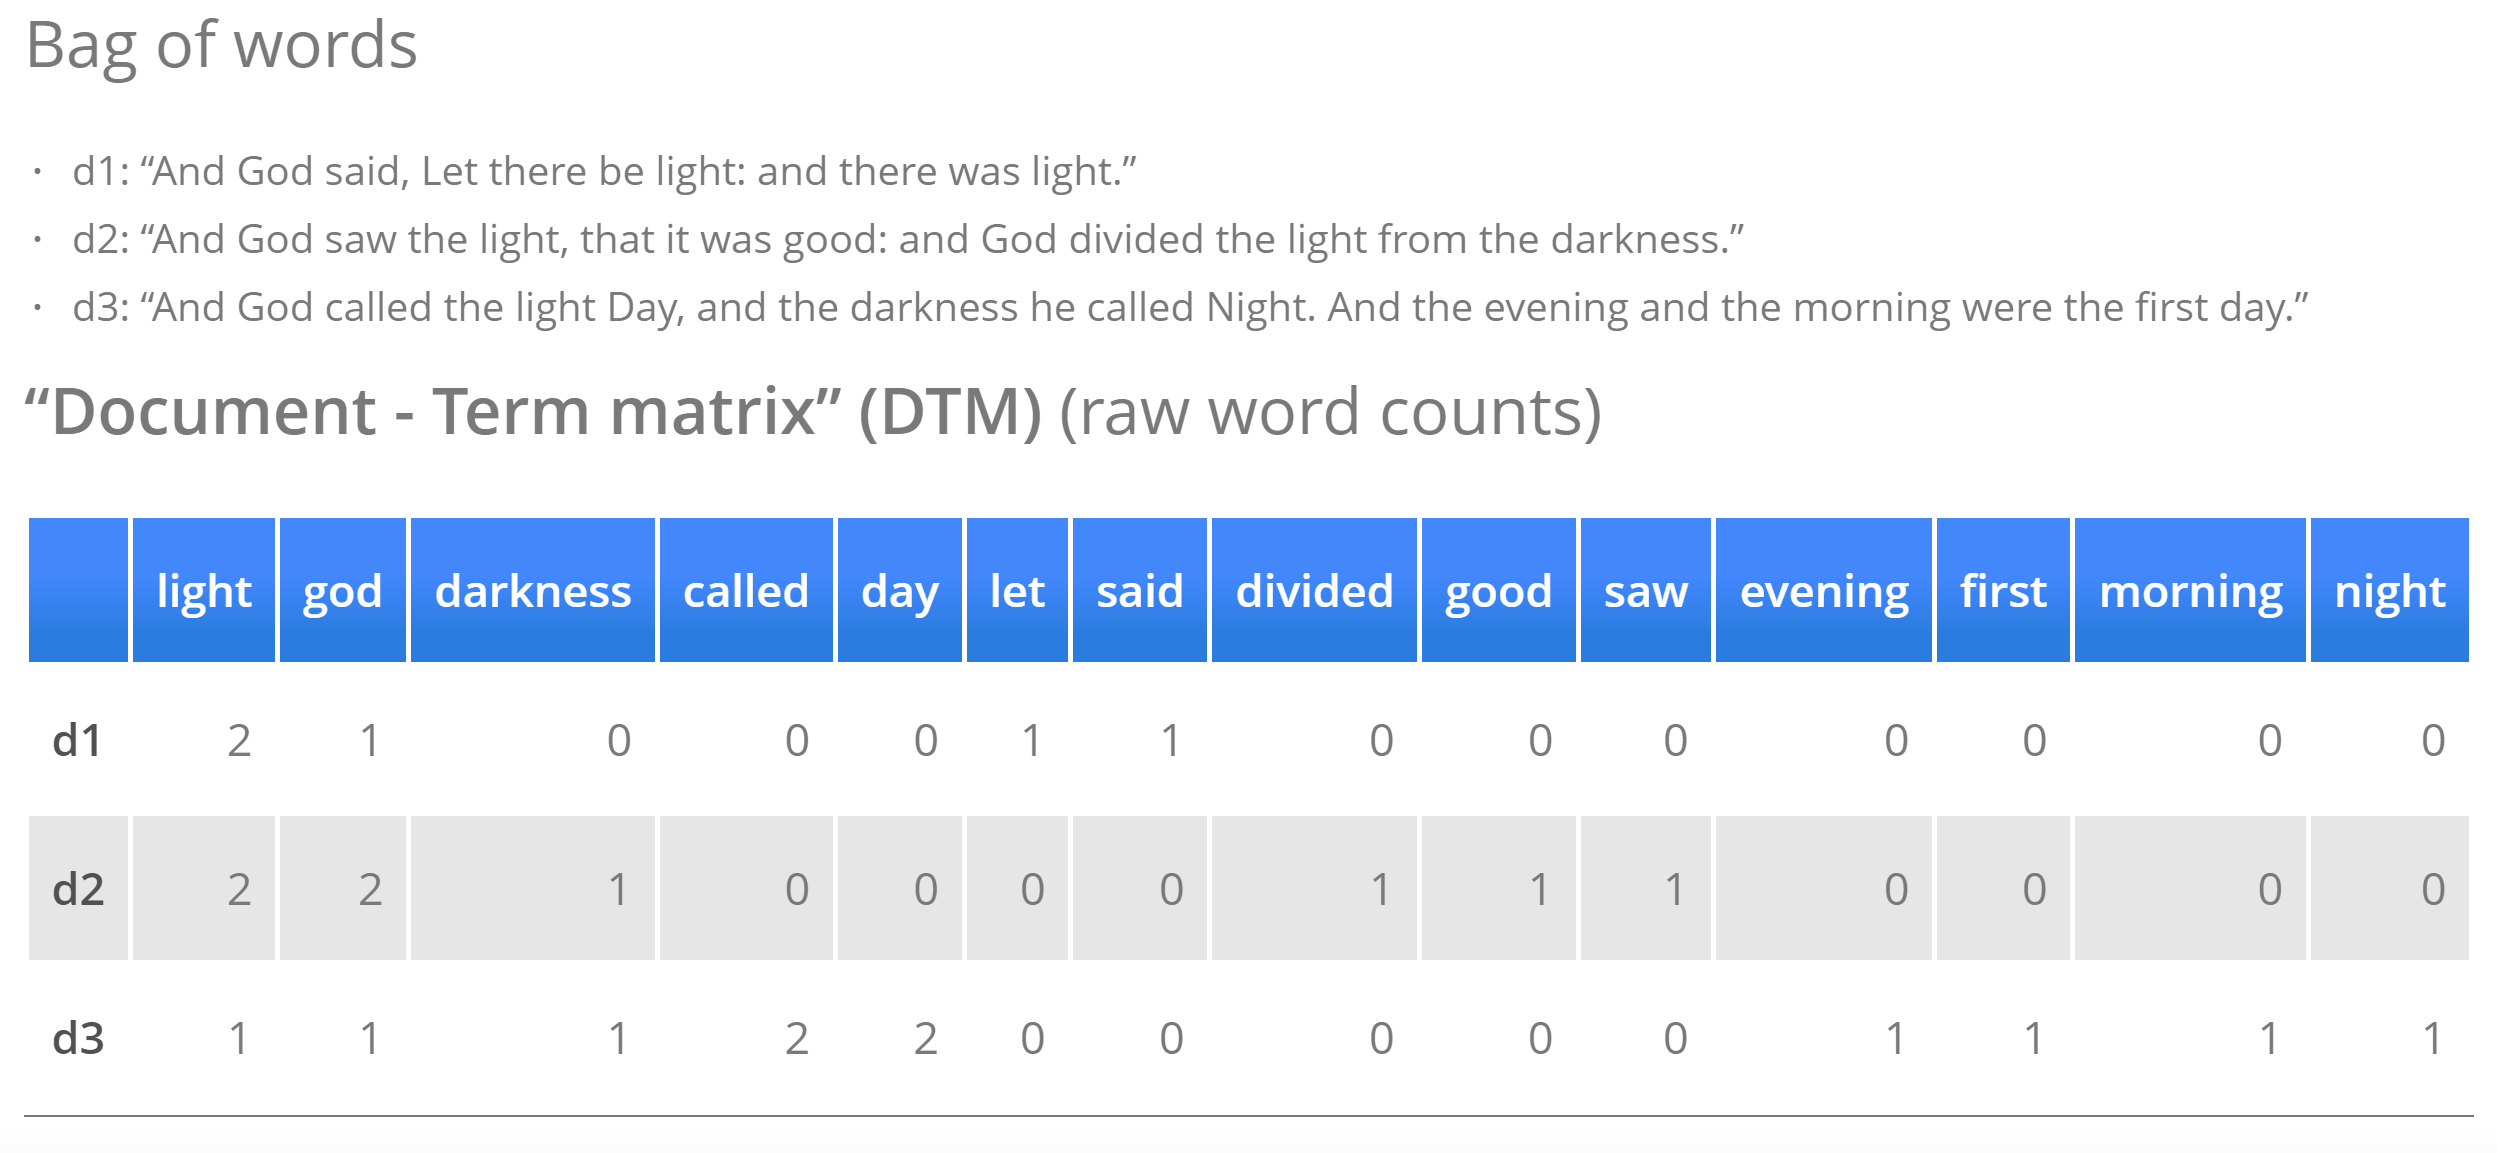 Bag of words
· d1: “And God said, Let there be light: and there was light.”
· d2: “And God saw the light, that it was good: and God divided the light from the darkness.”
· d3: “And God called the light Day, and the darkness he called Night. And the evening and the morning were the first day.”
“Document - Term matrix” (DTM) (raw word counts)
light god darkness called day let said divided good saw evening first morning night
d1 2 1 0 0 0 1 1 0 0 0 0 0 0 0
d2 2 2 1 0 0 0 0 1 1 1 0 0 0 0
d3 1 1 1 2 2 0 0 0 0 0 1 1 1 1